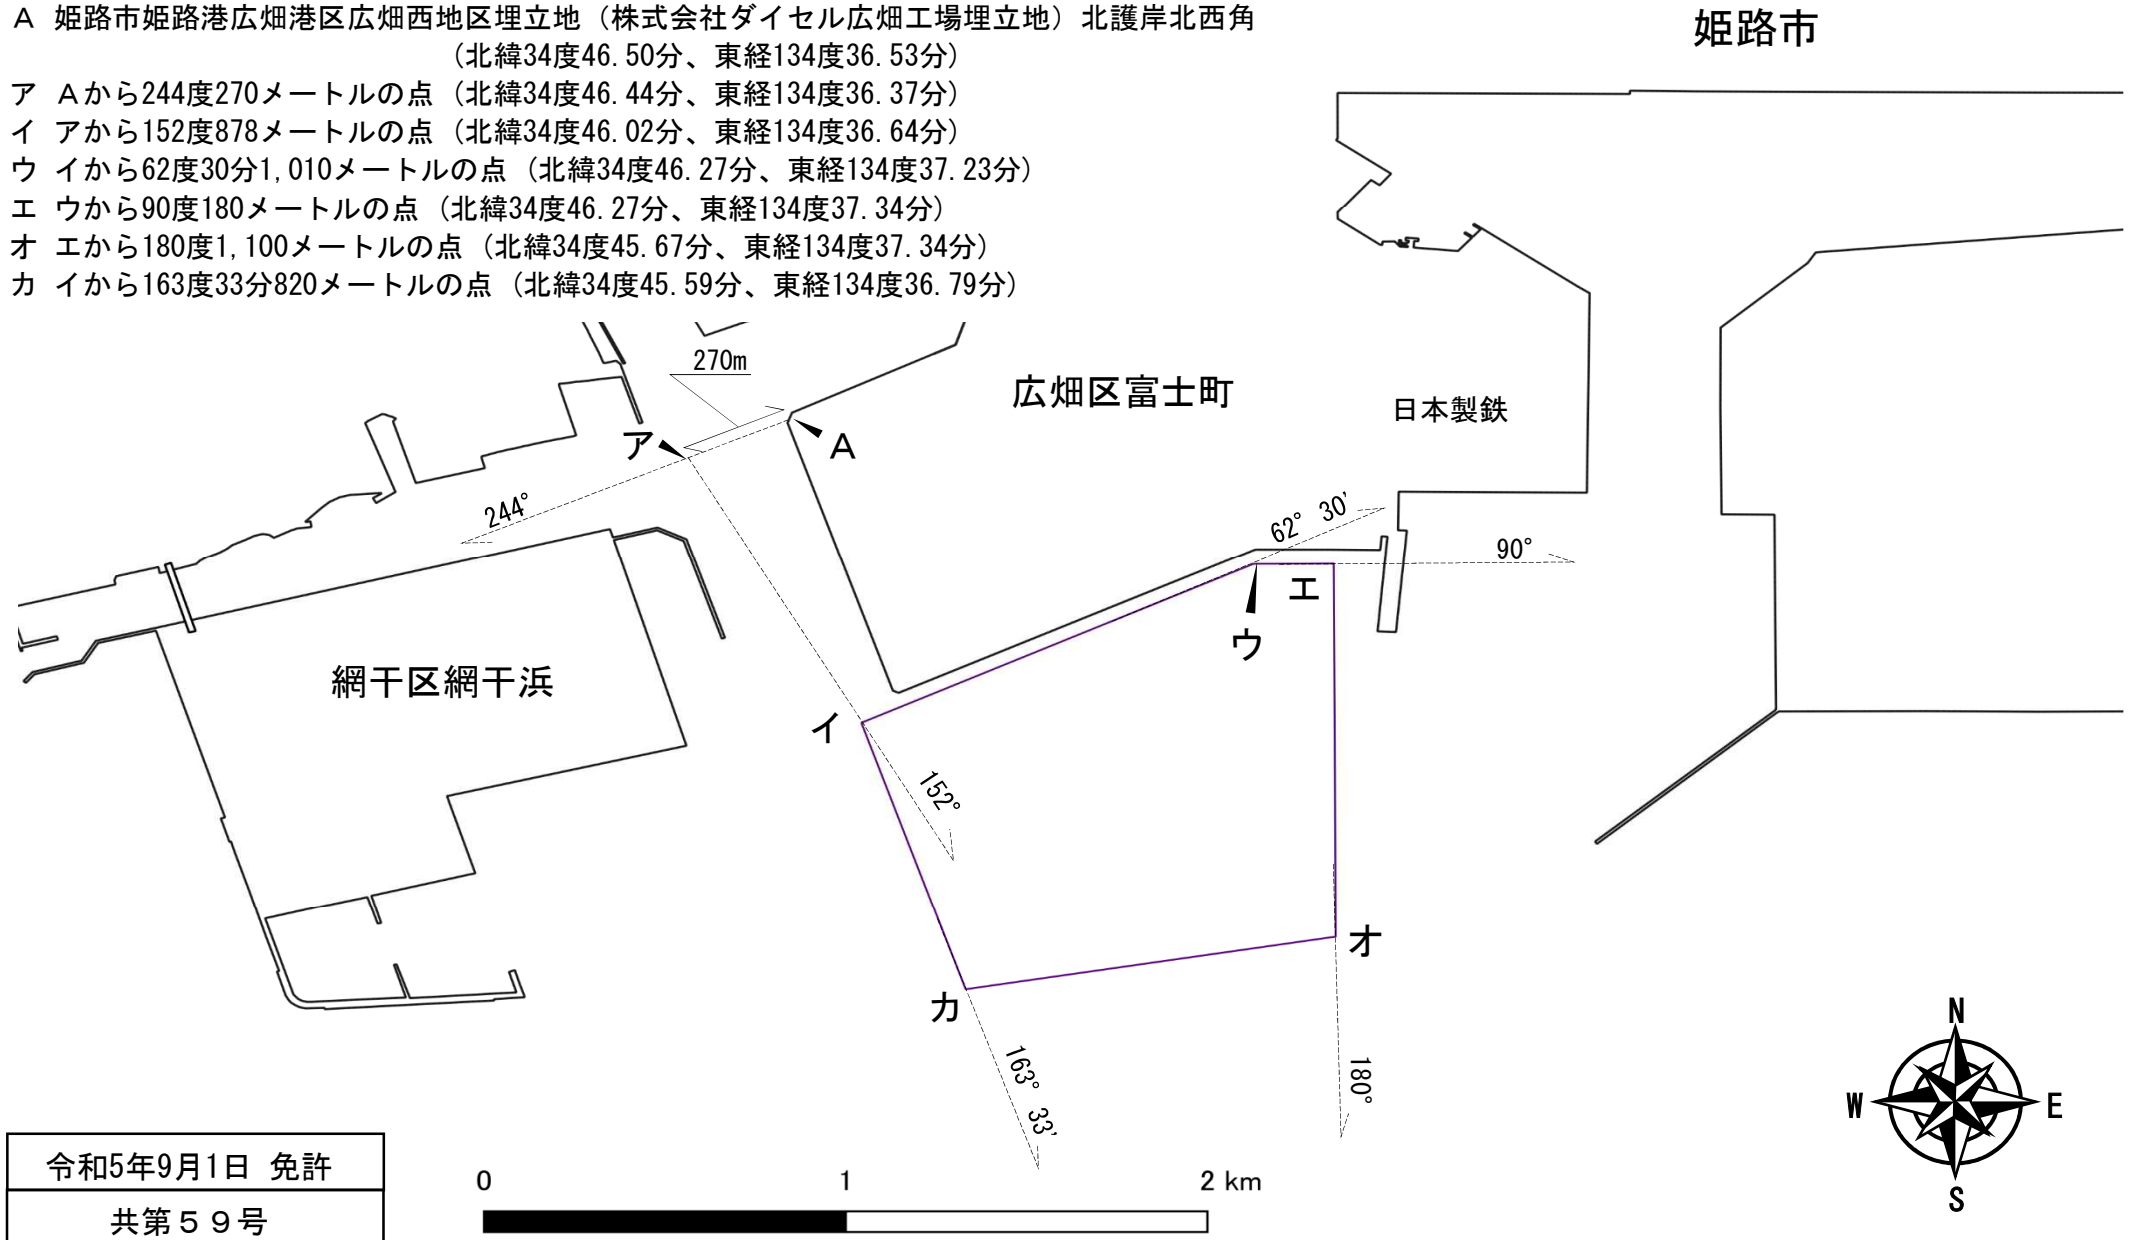 A 姫路市姫路港広畑港区広畑西地区埋立地（株式会社ダイセル広畑工場埋立地）北護岸北西角
（北緯34度46.50分、東経134度36.53分）
ア Aから244度270メートルの点（北緯34度46.44分、東経134度36.37分）
イ アから152度878メートルの点（北緯34度46.02分、東経134度36.64分）
ウ イから62度30分1,010メートルの点（北緯34度46.27分、東経134度37.23分）
エ ウから90度180メートルの点（北緯34度46.27分、東経134度37.34分）
オ エから180度1,100メートルの点（北緯34度45.67分、東経134度37.34分）
カ イから163度33分820メートルの点（北緯34度45.59分、東経134度36.79分）
姫路市
270m
広畑区富士町
日本製鉄
ア
A
244°
62° 30′
90°
エ
ウ
網干区網干浜
イ
152°
オ
カ
163° 33′
180°
N
W
E
S
令和5年9月1日 免許
共第５９号
0 1 2 km